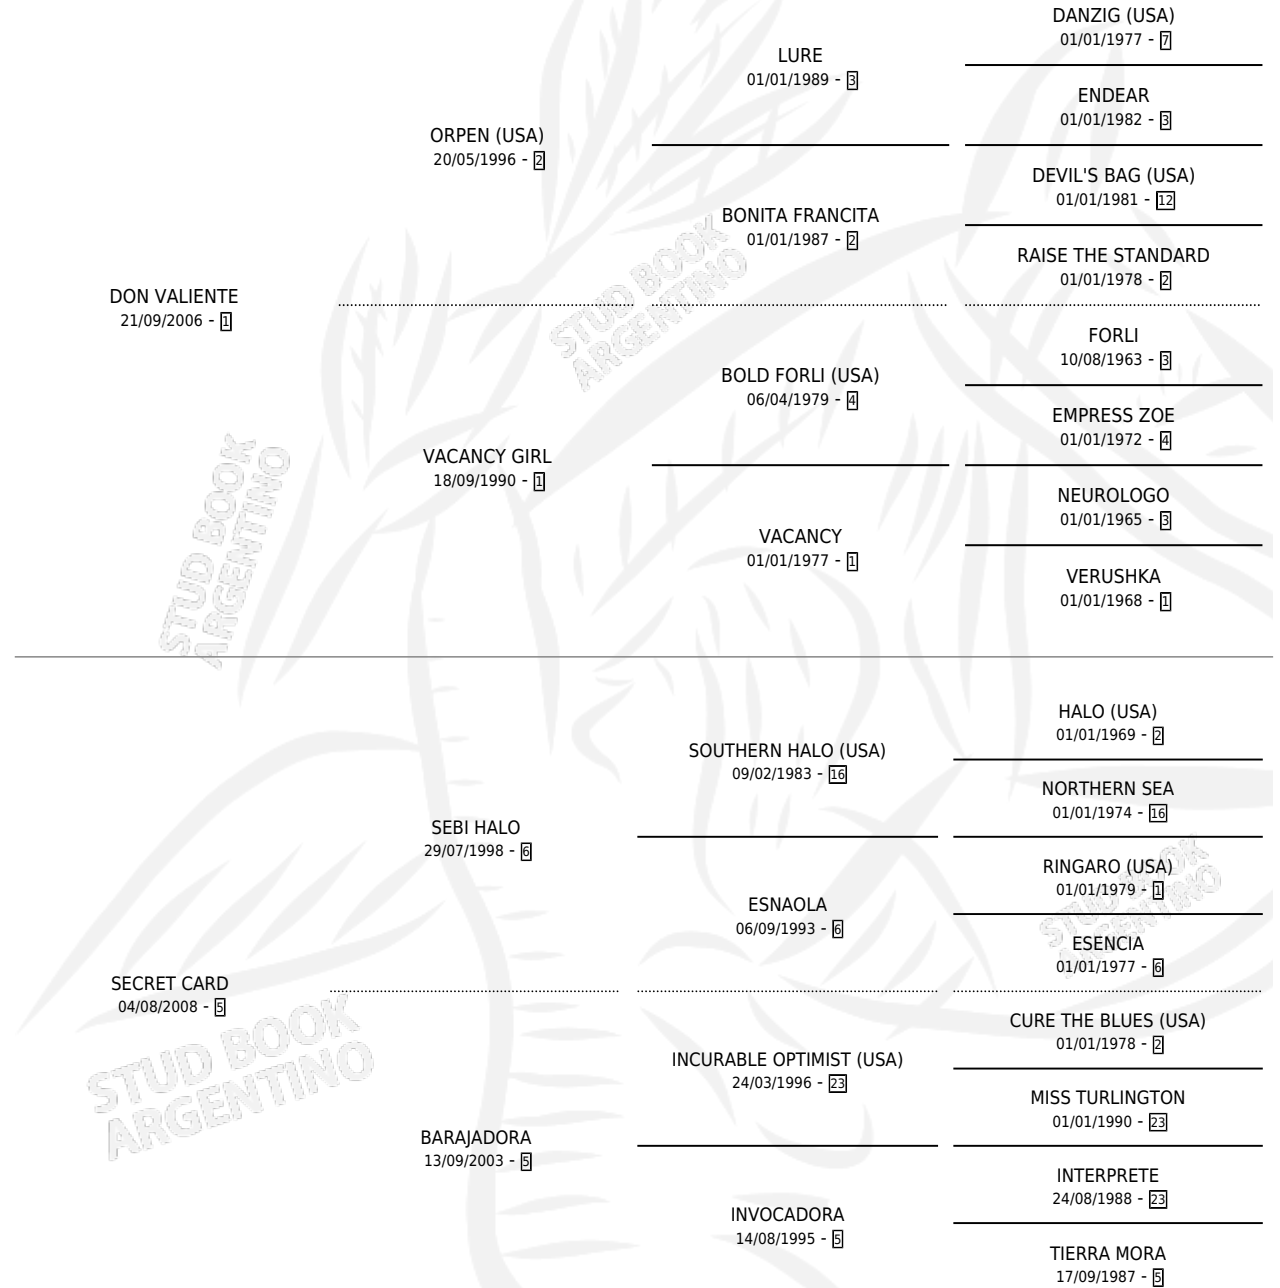 DON VALIENTE
21/09/2006 - 1
ORPEN (USA)
20/05/1996 - 2
VACANCY GIRL
18/09/1990 - 1
LURE
01/01/1989 - 3
BONITA FRANCITA
01/01/1987 - 2
BOLD FORLI (USA)
06/04/1979 - 4
VACANCY
01/01/1977 - 1
DANZIG (USA)
01/01/1977 - 7
ENDEAR
01/01/1982 - 3
DEVIL'S BAG (USA)
01/01/1981 - 12
RAISE THE STANDARD
01/01/1978 - 2
FORLI
10/08/1963 - 3
EMPRESS ZOE
01/01/1972 - 4
NEUROLOGO
01/01/1965 - 3
VERUSHKA
01/01/1968 - 1
SECRET CARD
04/08/2008 - 5
SEBI HALO
29/07/1998 - 6
BARAJADORA
13/09/2003 - 5
SOUTHERN HALO (USA)
09/02/1983 - 16
ESNAOLA
06/09/1993 - 6
INCURABLE OPTIMIST (USA)
24/03/1996 - 23
INVOCADORA
14/08/1995 - 5
HALO (USA)
01/01/1969 - 2
NORTHERN SEA
01/01/1974 - 16
RINGARO (USA)
01/01/1979 - 1
ESENCIA
01/01/1977 - 6
CURE THE BLUES (USA)
01/01/1978 - 2
MISS TURLINGTON
01/01/1990 - 23
INTERPRETE
24/08/1988 - 23
TIERRA MORA
17/09/1987 - 5
STUD BOOK
ARGENTINO
STUD BOOK
ARGENTINO
STUD BOOK
ARGENTINO
STUD BOOK
ARGENTINO